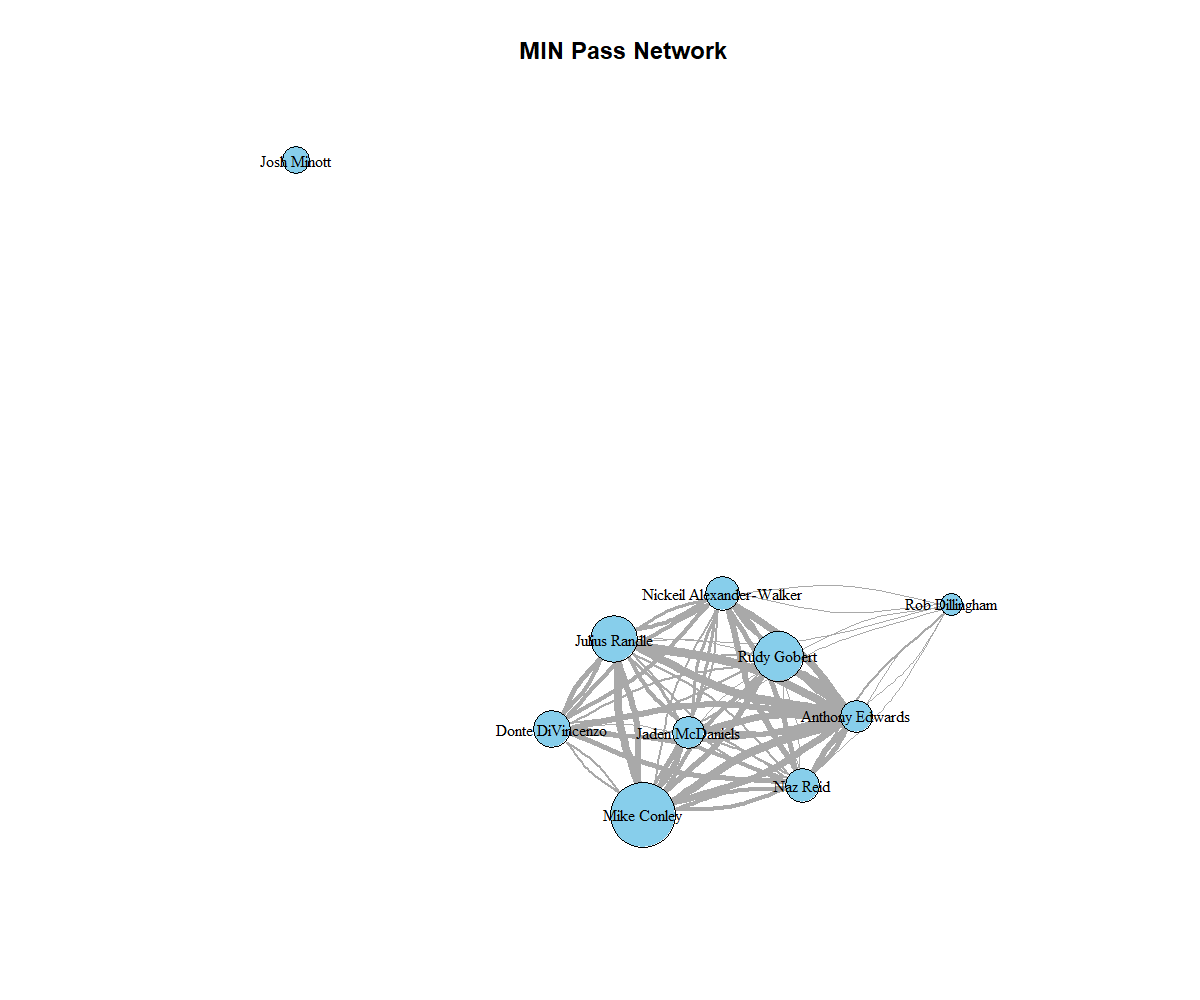 MIN Pass Network
Josh Minott
Nickeil Alexander-Walker
Rob Dillingham
Julius Randle
Rudy Gobert
Anthony Edwards
Donte DiVincenzo
Jaden McDaniels
Naz Reid
Mike Conley